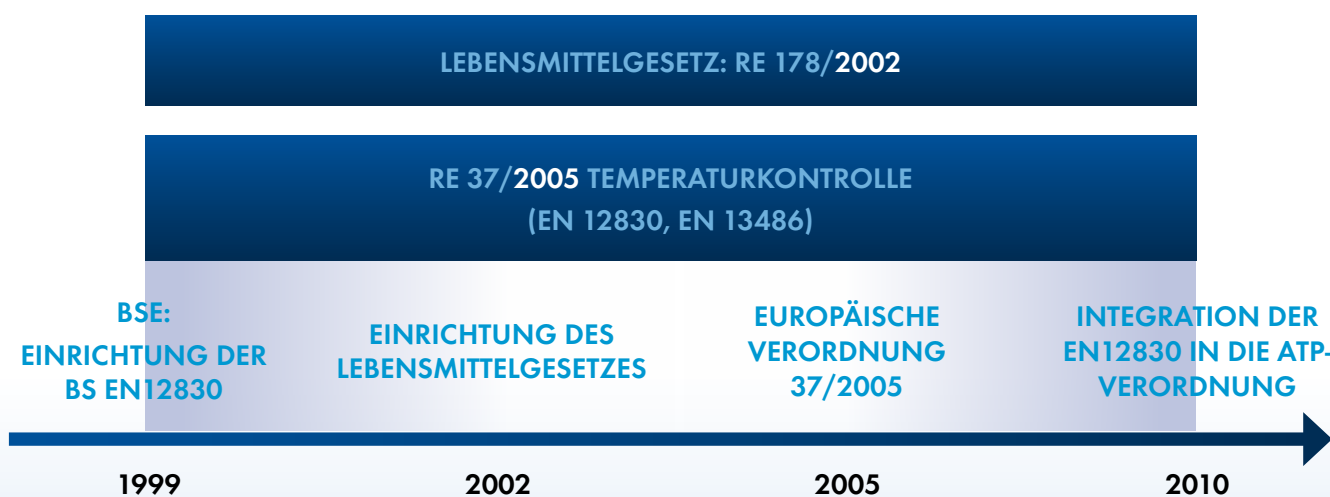 LEBENSMITTELGESETZ: RE 178/2002
RE 37/2005 TEMPERATURKONTROLLE
(EN 12830, EN 13486)
BSE:
EINRICHTUNG DER
BS EN12830
EINRICHTUNG DES
LEBENSMITTELGESETZES
EUROPÄISCHE
VERORDNUNG
37/2005
INTEGRATION DER
EN12830 IN DIE ATP-
VERORDNUNG
1999
2002
2005
2010